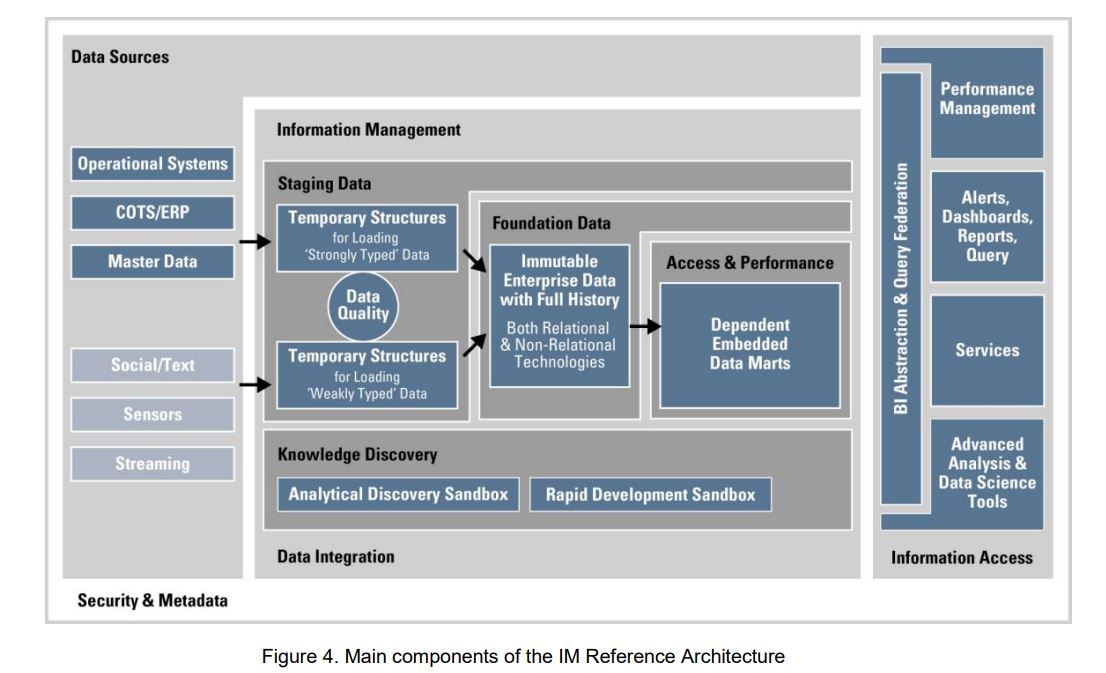 Data Sources
Operational Systems
COTS/ERP
Master Data
Social/Text
Sensors
Streaming
Information Management
Staging Data
Temporary Structures
for Loading
‘Strongly Typed’ Data
Data
Quality
Temporary Structures
for Loading
‘Weakly Typed’ Data
Foundation Data
Immutable
Enterprise Data
with Full History
Both Relational
& Non-Relational
Technologies
Access & Performance
Dependent
Embedded
Data Marts
Knowledge Discovery
Analytical Discovery Sandbox
Rapid Development Sandbox
Data Integration
BI Abstraction & Query Federation
Performance
Management
Alerts,
Dashboards,
Reports,
Query
Services
Advanced
Analysis &
Data Science
Tools
Information Access
Security & Metadata
Figure 4. Main components of the IM Reference Architecture